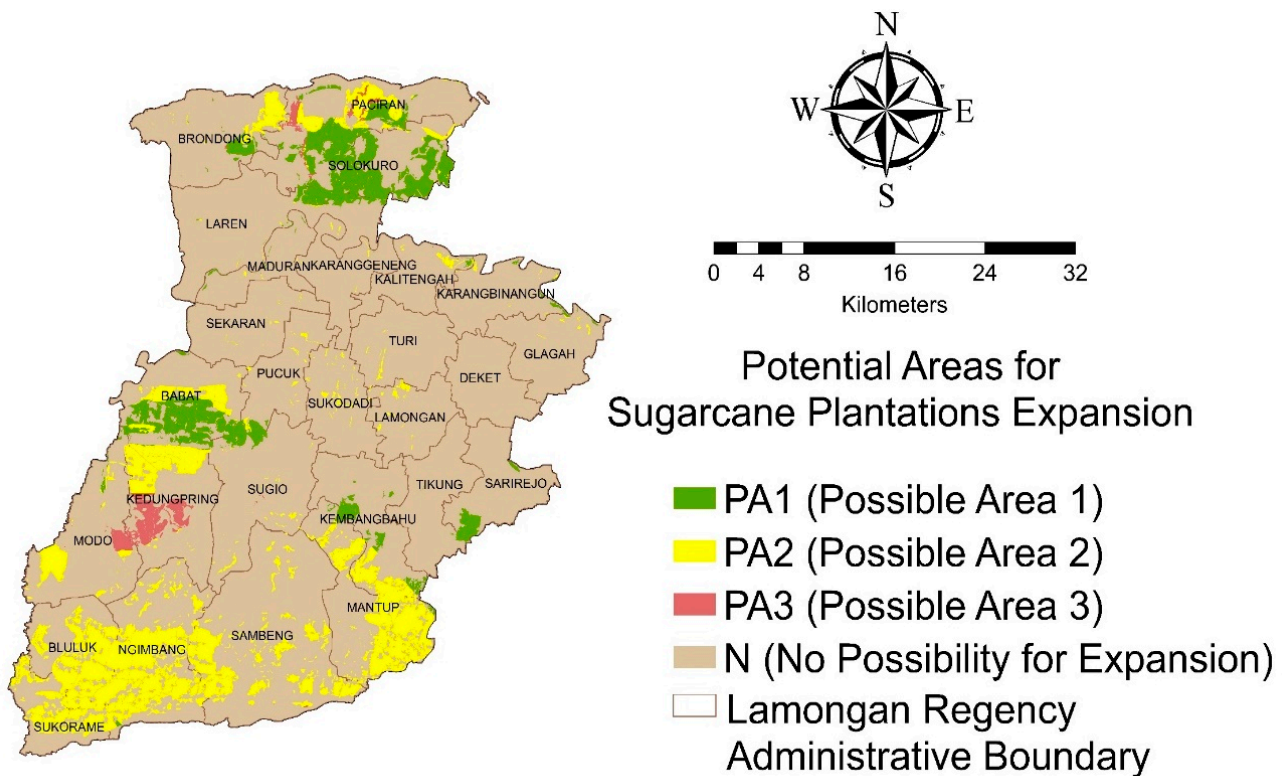 N
W E
S
0 4 8 16 24 32
Kilometers
Potential Areas for
Sugarcane Plantations Expansion
PA1 (Possible Area 1)
PA2 (Possible Area 2)
PA3 (Possible Area 3)
N (No Possibility for Expansion)
Lamongan Regency
Administrative Boundary
PACIRAN
BRONDONG
SOLOKURO
LAREN
MADURAN
KARANGGENENG
KALITENGAH
KARANGBINANGUN
SEKARAN
TURI
GLAGAH
PUCUK
DEKET
BABAT
SUKODADI
LAMONGAN
KEDUNGPRING
SUGIO
TIKUNG
SARIREJO
KEMBANGBAHU
MODO
MANTUP
SAMBENG
BLULUK
NGIMBANG
SUKORAME